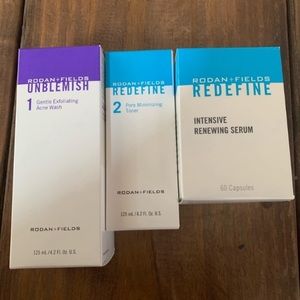 RODAN+FIELDS
UNBLEMISH
1 Gentle Exfoliating
Acne Wash
RODAN+FIELDS
125 mL/4.2 Fl. Oz. U.S.
RODAN+FIELDS
REDEFINE
2 Pore Minimizing
Toner
RODAN+FIELDS
125 mL/4.2 Fl. Oz. U.S.
RODAN+FIELDS
REDEFINE
INTENSIVE
RENEWING SERUM
60 Capsules